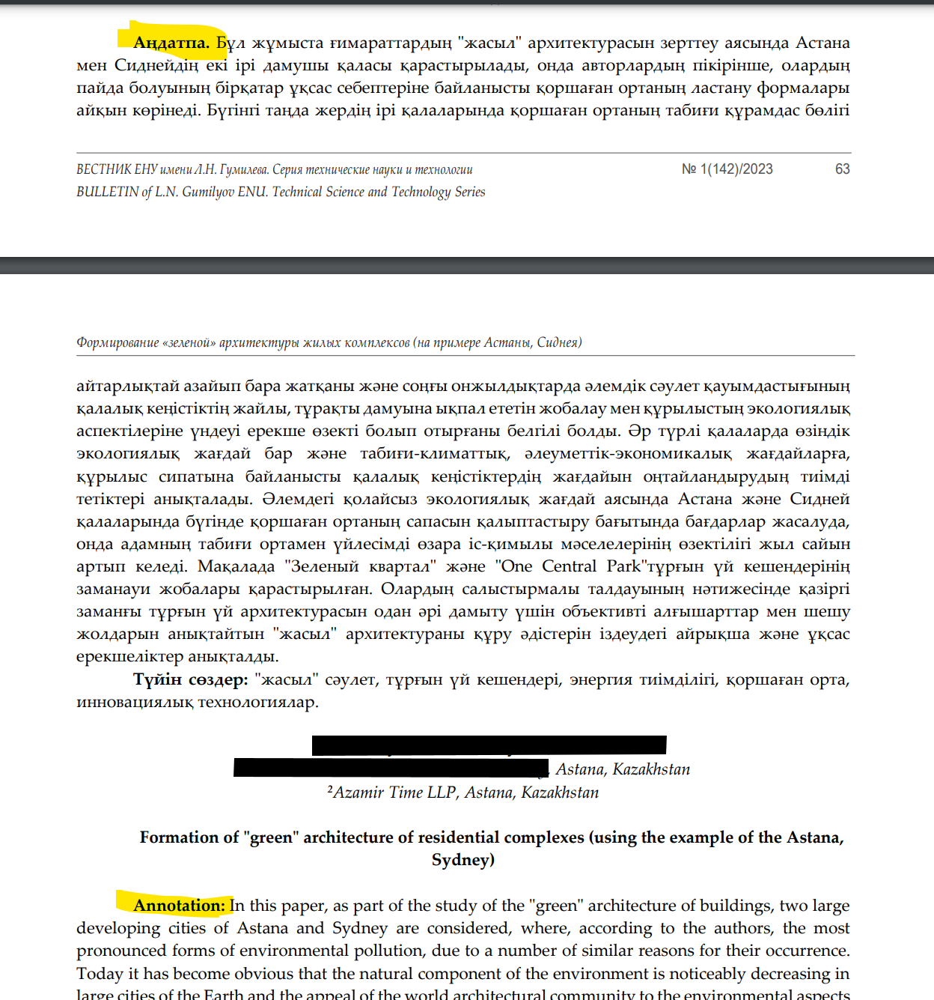 Аңдатпа. Бұл жұмыста ғимараттардың "жасыл" архитектурасын зерттеу аясында Астана
мен Сиднейдің екі ірі дамушы қаласы қарастырылады, онда авторлардың пікірінше, олардың
пайда болуының бірқатар ұқсас себептеріне байланысты қоршаған ортаның ластану формалары
айқын көрінеді. Бүгінгі таңда жердің ірі қалаларында қоршаған ортаның табиғи құрамдас бөлігі
ВЕСТНИК ЕНУ имени Л.Н. Гумилева. Серия технические науки и технологии
№ 1(142)/2023 63
BULLETIN of L.N. Gumilyov ENU. Technical Science and Technology Series
Формирование «зеленой» архитектуры жилых комплексов (на примере Астаны, Сиднея)
айтарлықтай азайып бара жатқаны және соңғы онжылдықтарда әлемдік сәулет қауымдастығының
қалалық кеңістіктің жайлы, тұрақты дамуына ықпал ететін жобалау мен құрылыстың экологиялық
аспектілеріне үндеуі ерекше өзекті болып отырғаны белгілі болды. Әр түрлі қалаларда өзіндік
экологиялық жағдай бар және табиғи-климаттық, әлеуметтік-экономикалық жағдайларға,
құрылыс сипатына байланысты қалалық кеңістіктердің жағдайын оңтайландырудың тиімді
тетіктері анықталады. Әлемдегі қолайсыз экологиялық жағдай аясында Астана және Сидней
қалаларында бүгінде қоршаған ортаның сапасын қалыптастыру бағытында бағдарлар жасалуда,
онда адамның табиғи ортамен үйлесімді өзара іс-қимылы мәселелерінің өзектілігі жыл сайын
артып келеді. Мақалада "Зеленый квартал" және "One Central Park"тұрғын үй кешендерінің
заманауи жобалары қарастырылған. Олардың салыстырмалы талдауының нәтижесінде қазіргі
заманғы тұрғын үй архитектурасын одан әрі дамыту үшін объективті алғышарттар мен шешу
жолдарын анықтайтын "жасыл" архитектураны құру әдістерін іздеудегі айрықша және ұқсас
ерекшеліктер анықталды.
Түйін сөздер: "жасыл" сәулет, тұрғын үй кешендері, энергия тиімділігі, қоршаған орта,
инновациялық технологиялар.
, Astana, Kazakhstan
²Azamir Time LLP, Astana, Kazakhstan
Formation of "green" architecture of residential complexes (using the example of the Astana,
Sydney)
Annotation: In this paper, as part of the study of the "green" architecture of buildings, two large
developing cities of Astana and Sydney are considered, where, according to the authors, the most
pronounced forms of environmental pollution, due to a number of similar reasons for their occurrence.
Today it has become obvious that the natural component of the environment is noticeably decreasing in
large cities of the Earth and the appeal of the world architectural community to the environmental aspects